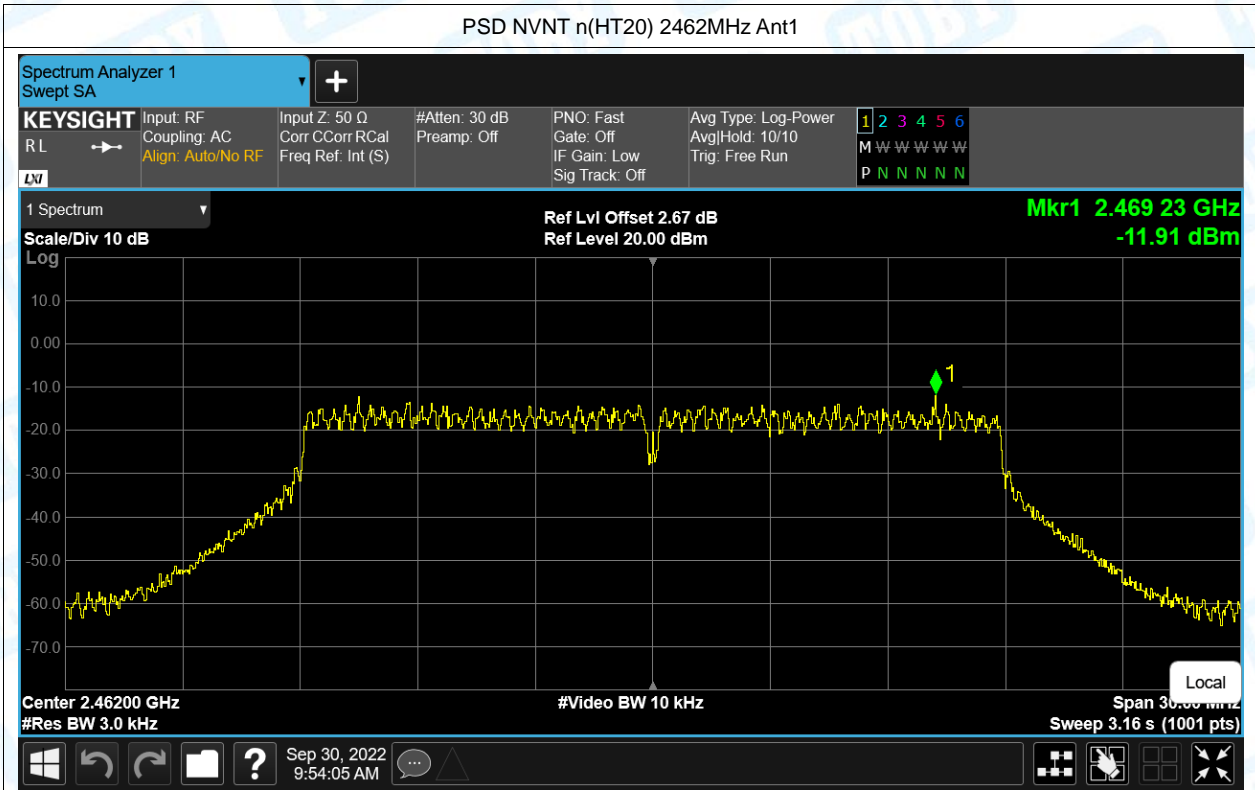 PSD NVNT n(HT20) 2462MHz Ant1
Spectrum Analyzer 1
Swept SA
KEYSIGHT
R L
LXI
Input: RF
Coupling: AC
Align: Auto/No RF
Input Z: 50 Ω
Corr CCorr RCal
Freq Ref: Int (S)
#Atten: 30 dB
Preamp: Off
PNO: Fast
Gate: Off
IF Gain: Low
Sig Track: Off
Avg Type: Log-Power
Avg|Hold: 10/10
Trig: Free Run
1 2 3 4 5 6
M W W W W W
P N N N N N
1 Spectrum
Scale/Div 10 dB
Ref Lvl Offset 2.67 dB
Ref Level 20.00 dBm
Mkr1 2.469 23 GHz
-11.91 dBm
Log
10.0
0.00
-10.0
-20.0
-30.0
-40.0
-50.0
-60.0
-70.0
1
Local
Center 2.46200 GHz
#Res BW 3.0 kHz
#Video BW 10 kHz
Span 30.00 MHz
Sweep 3.16 s (1001 pts)
?
Sep 30, 2022
9:54:05 AM